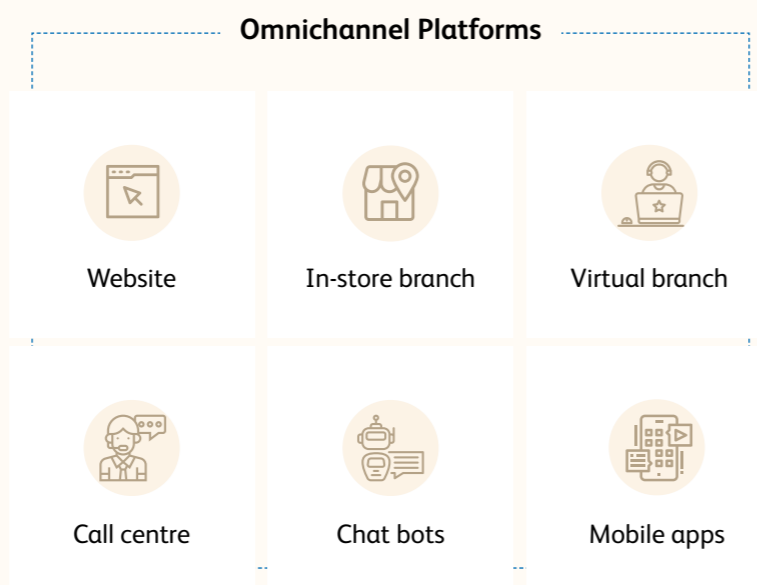 Omnichannel Platforms
Website
In-store branch
Virtual branch
Call centre
Chat bots
Mobile apps